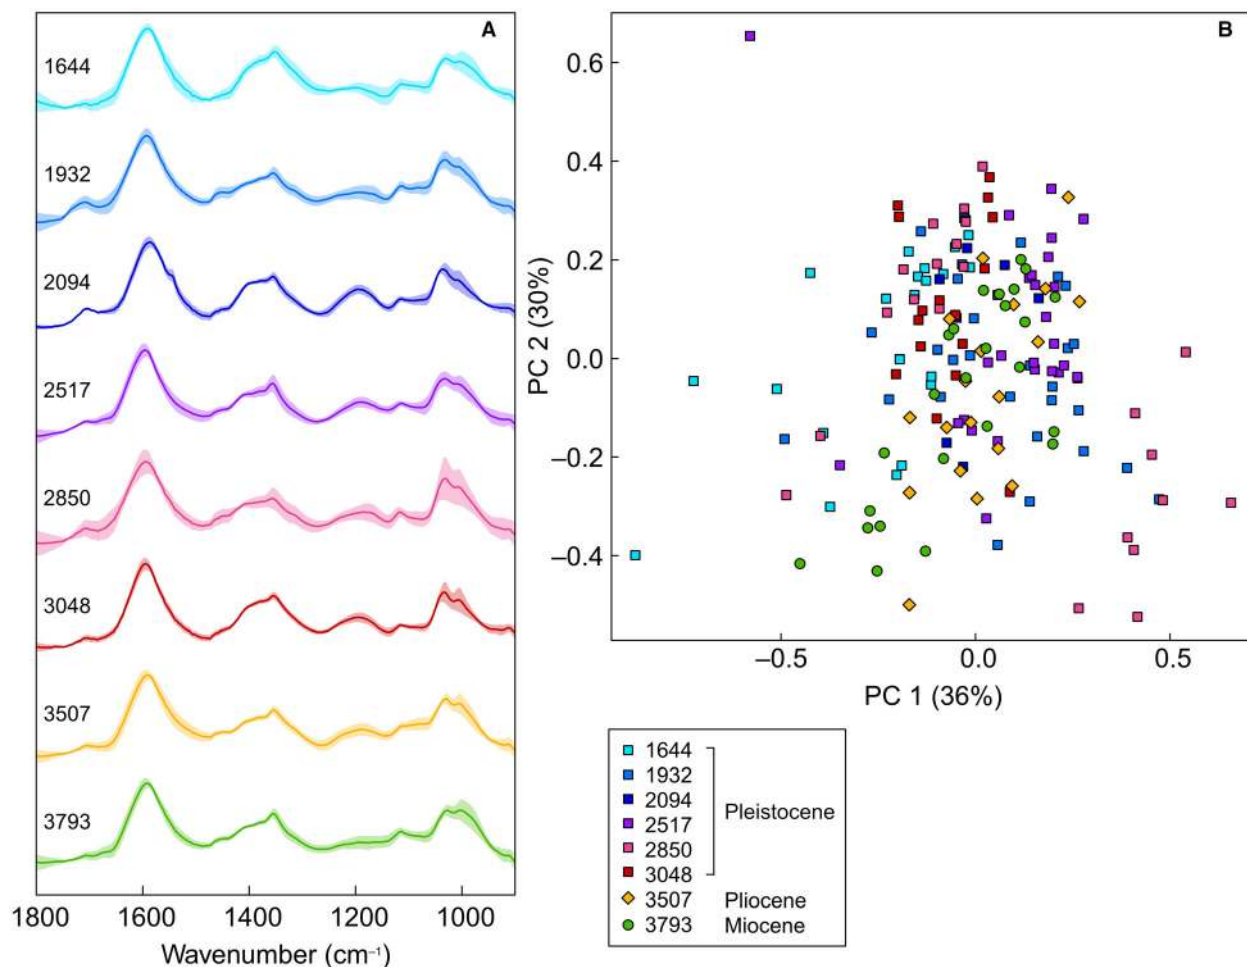 A
1644
1932
2094
2517
2850
3048
3507
3793
1800 1600 1400 1200 1000
Wavenumber (cm⁻¹)
B
0.6
0.4
0.2
0.0
−0.2
−0.4
PC 2 (30%)
−0.5 0.0 0.5
PC 1 (36%)
1644
1932
2094
2517
2850
3048
Pleistocene
3507 Pliocene
3793 Miocene